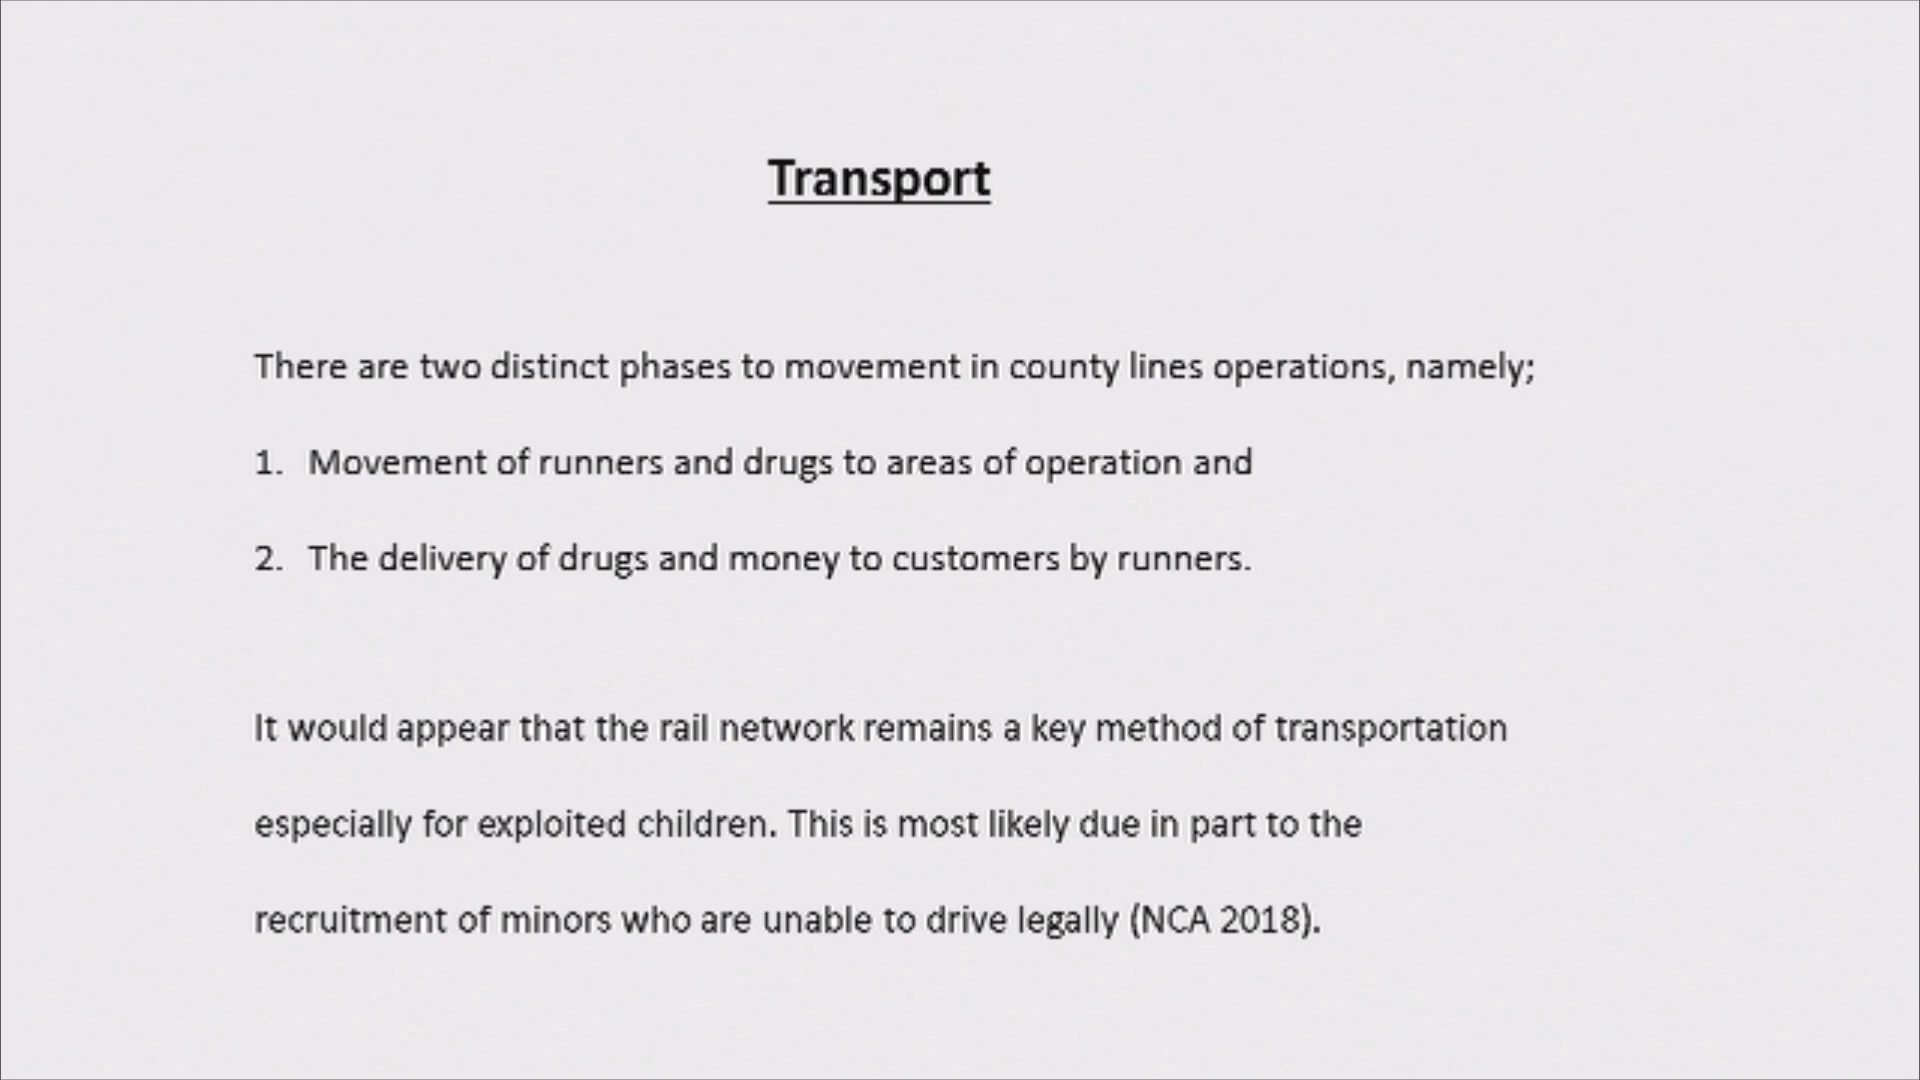 Transport
There are two distinct phases to movement in county lines operations, namely;
1. Movement of runners and drugs to areas of operation and
2. The delivery of drugs and money to customers by runners.
It would appear that the rail network remains a key method of transportation
especially for exploited children. This is most likely due in part to the
recruitment of minors who are unable to drive legally (NCA 2018).